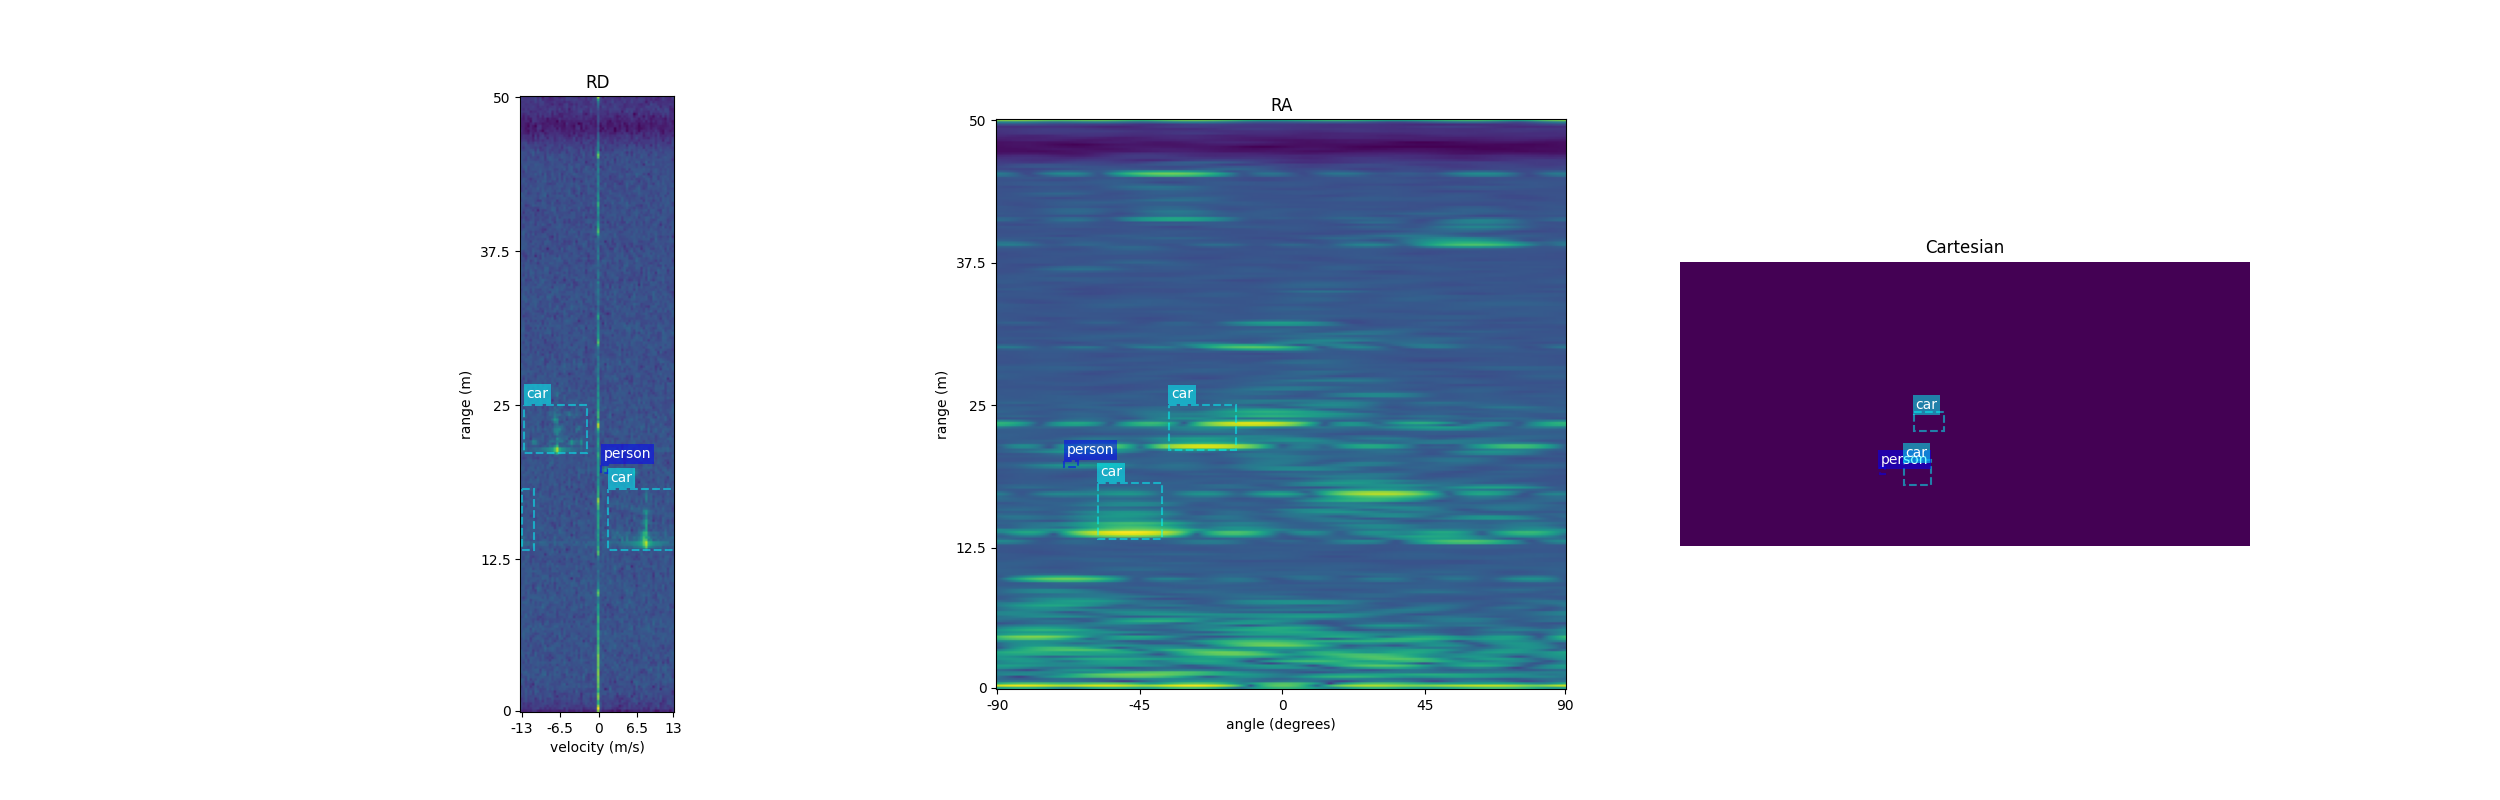 RD
50
37.5
25
12.5
0
range (m)
car
person
car
-13
-6.5
0
6.5
13
velocity (m/s)
RA
50
37.5
25
12.5
0
range (m)
car
person
car
-90
-45
0
45
90
angle (degrees)
Cartesian
car
car
person